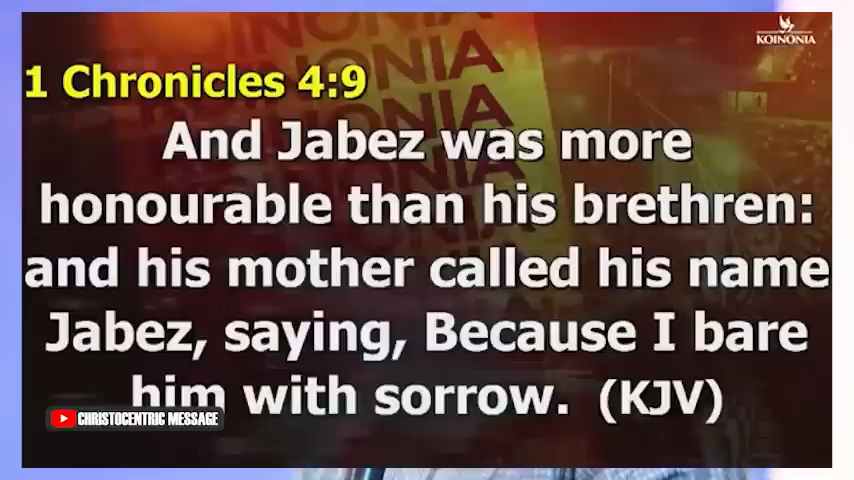 KOINONIA
1 Chronicles 4:9
And Jabez was more
honourable than his brethren:
and his mother called his name
Jabez, saying, Because I bare
him with sorrow. (KJV)
CHRISTOCENTRIC MESSAGE